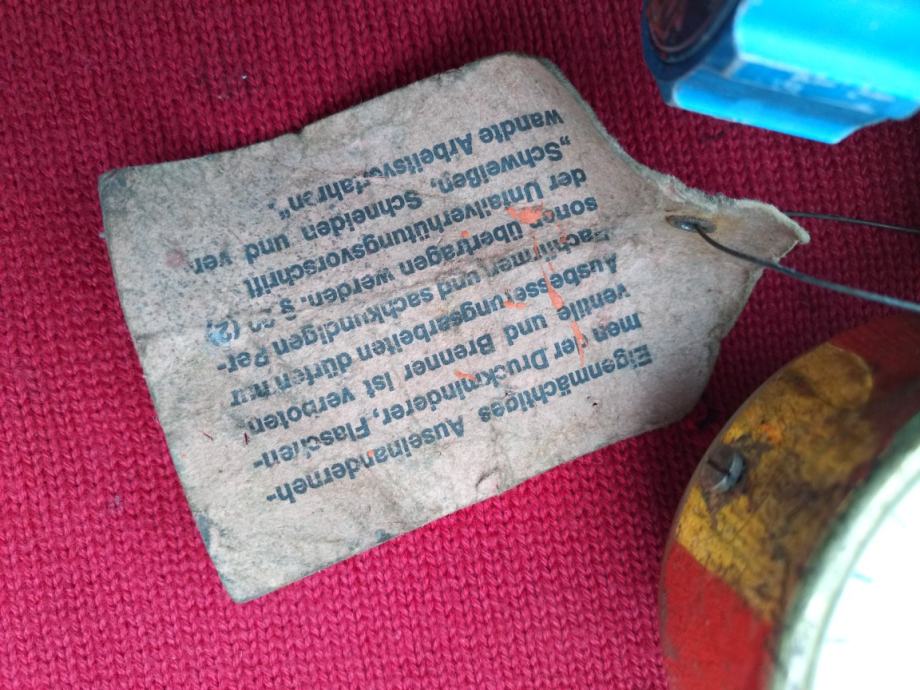 Eigenmächtiges Auseinanderneh-
men der Druckminderer, Flaschen-
ventile und Brenner ist verboten.
Ausbesserungsarbeiten dürfen nur
Fachfirmen und sachkundigen Per-
sonen übertragen werden. § 20 (2)
der Unfallverhütungsvorschrift
„Schweißen, Schneiden und ver-
wandte Arbeitsverfahren“.